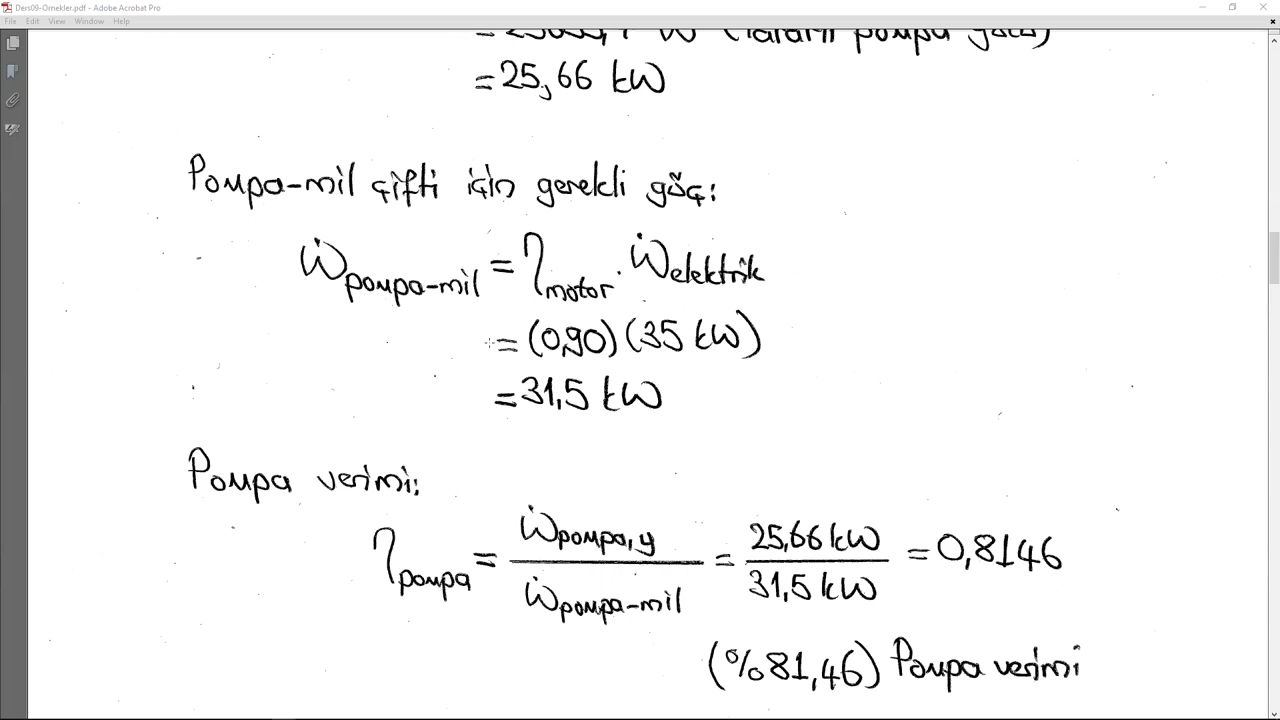 Ders09-Ornekler.pdf - Adobe Acrobat Pro
File Edit View Window Help
= 25,66 kW
Pompa-mil çifti için gerekli güç:
Ẇpompa-mil = ηmotor · Ẇelektrik
= (0,90) (35 kW)
= 31,5 kW
Pompa verimi:
ηpompa = Ẇpompa,y / Ẇpompa-mil = 25,66 kW / 31,5 kW = 0,8146
(%81,46) Pompa verimi